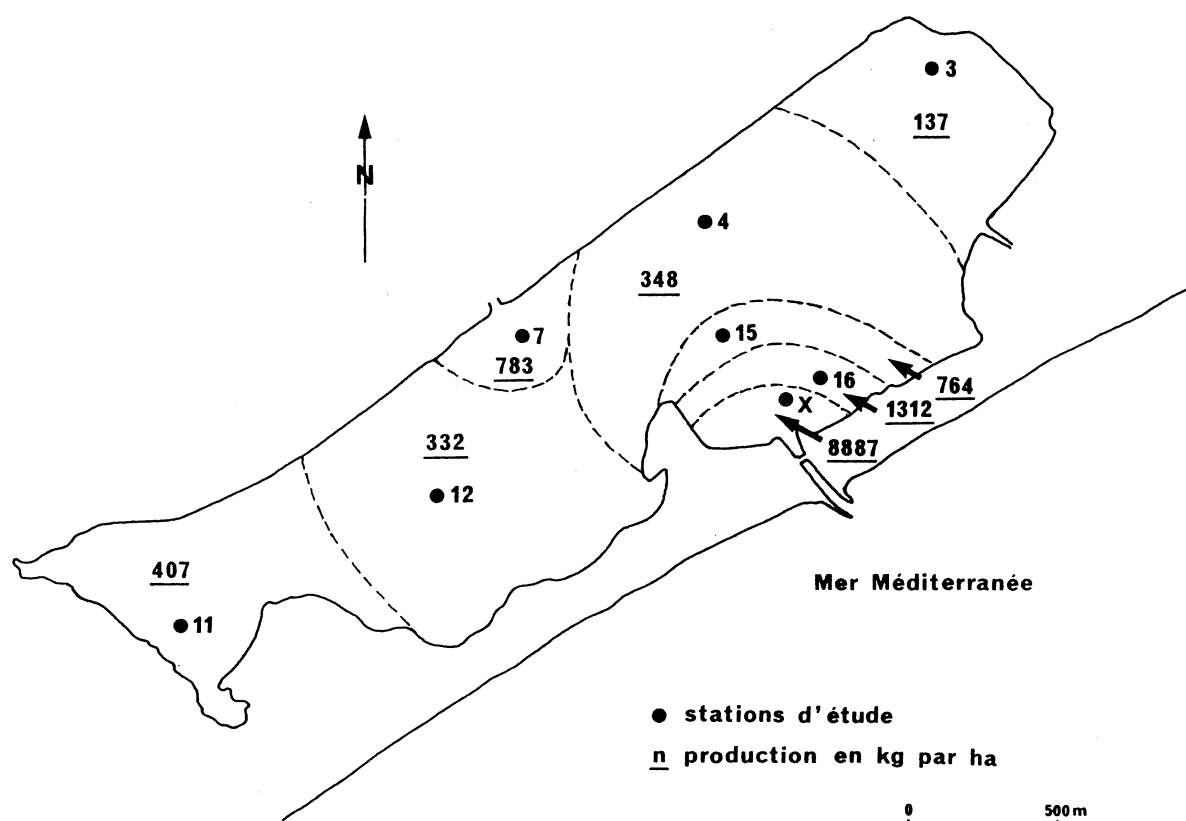 3
137
N
4
348
7
783
15
16
X
764
1312
8887
332
12
407
11
Mer Méditerranée
● stations d'étude
n production en kg par ha
0 500m